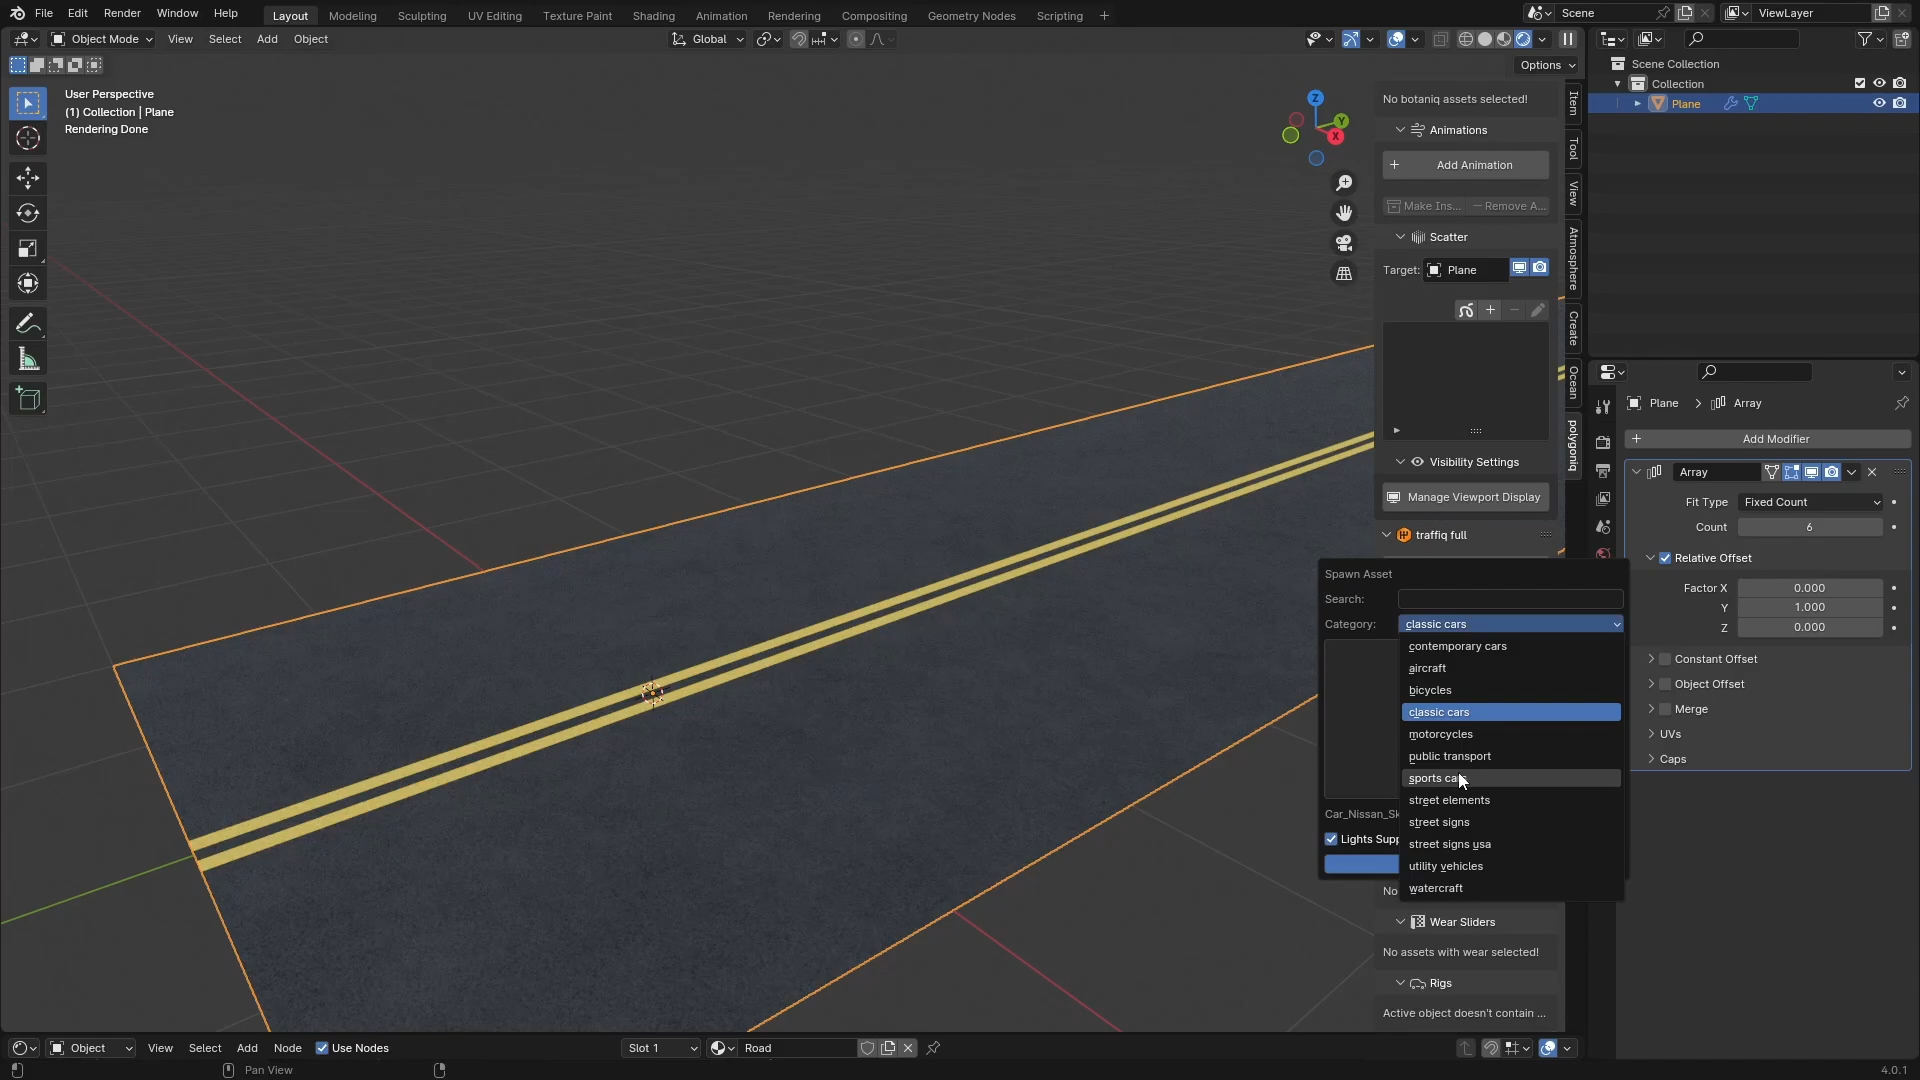 File Edit Render Window Help Layout Modeling Sculpting UV Editing Texture Paint Shading Animation Rendering Compositing Geometry Nodes Scripting + Scene ViewLayer
Object Mode View Select Add Object Global
Options
User Perspective
(1) Collection | Plane
Rendering Done
Z
Y
X
No botaniq assets selected!
Animations
Add Animation
Make Ins... Remove A...
Scatter
Target: Plane
Visibility Settings
Manage Viewport Display
traffiq full
Item
Tool
View
Atmosphere
Create
Ocean
polygoniq
Spawn Asset
Search:
Category: classic cars
contemporary cars
aircraft
bicycles
classic cars
motorcycles
public transport
sports
street elements
street signs
street signs usa
utility vehicles
watercraft
Car_Nissan_Sk
Lights Supp
No
Wear Sliders
No assets with wear selected!
Rigs
Active object doesn't contain ...
Scene Collection
Collection
Plane
Plane > Array
Add Modifier
Array
Fit Type Fixed Count
Count 6
Relative Offset
Factor X 0.000
Y 1.000
Z 0.000
Constant Offset
Object Offset
Merge
UVs
Caps
Object View Select Add Node Use Nodes Slot 1 Road
Pan View 4.0.1